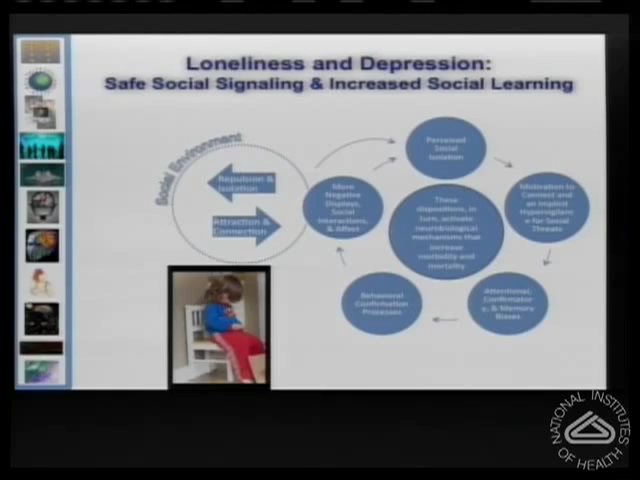 Loneliness and Depression:
Safe Social Signaling & Increased Social Learning
Social Environment
Repulsion &
Isolation
Attraction &
Connection
More
Negative
Displays,
Social
Interactions,
& Affect
Perceived
Social
Isolation
Motivation to
Connect and
an Implicit
Hypervigilanc
e for Social
Threats
These
dispositions, in
turn, activate
neurobiological
mechanisms that
increase
morbidity and
mortality
Behavioral
Confirmation
Processes
Attentional,
Confirmator
y, & Memory
Biases
NATIONAL INSTITUTES
OF HEALTH